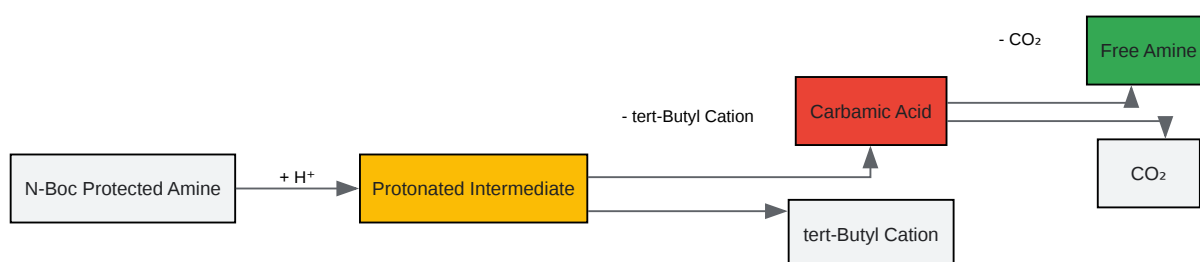 N-Boc Protected Amine
+ H⁺
Protonated Intermediate
- tert-Butyl Cation
Carbamic Acid
tert-Butyl Cation
- CO₂
Free Amine
CO₂